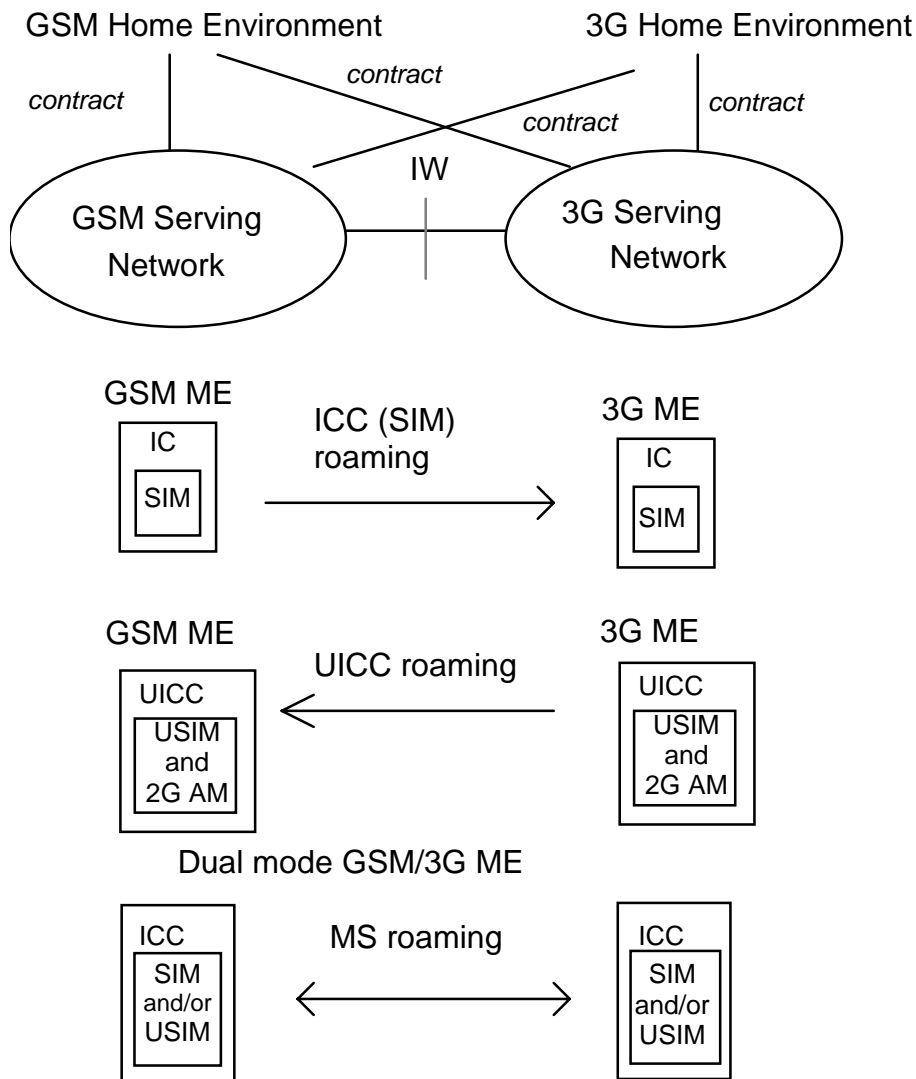 GSM Home Environment
3G Home Environment
contract
contract
contract
contract
IW
GSM Serving
Network
3G Serving
Network
GSM ME
ICC (SIM)
roaming
3G ME
IC
SIM
IC
SIM
GSM ME
UICC roaming
3G ME
UICC
USIM
and
2G AM
UICC
USIM
and
2G AM
Dual mode GSM/3G ME
MS roaming
ICC
SIM
and/or
USIM
ICC
SIM
and/or
USIM